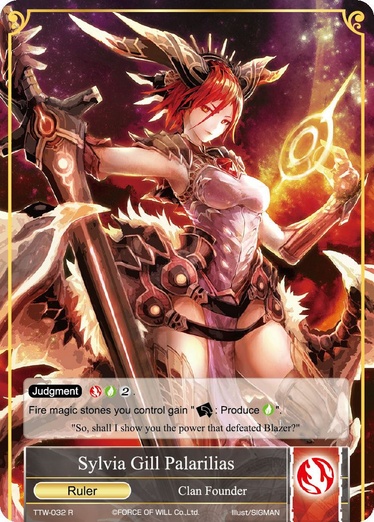 Judgment 2 .
Fire magic stones you control gain " : Produce ".
"So, shall I show you the power that defeated Blazer?"
Sylvia Gill Palarilias
Ruler
Clan Founder
TTW-032 R ©FORCE OF WILL Co.,Ltd. Illust/SIGMAN